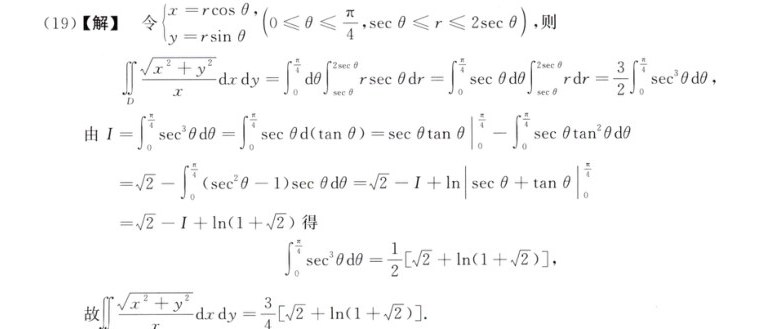 (19)【解】 令{x = r cos θ, y = r sin θ (0 ≤ θ ≤ π/4, sec θ ≤ r ≤ 2sec θ), 则
∬_D √(x² + y²)/x dx dy = ∫_0^{π/4} dθ ∫_{sec θ}^{2sec θ} r sec θ dr = ∫_0^{π/4} sec θ dθ ∫_{sec θ}^{2sec θ} r dr = 3/2 ∫_0^{π/4} sec³θ dθ,
由 I = ∫_0^{π/4} sec³θ dθ = ∫_0^{π/4} sec θ d(tan θ) = sec θ tan θ |_0^{π/4} − ∫_0^{π/4} sec θ tan²θ dθ
= √2 − ∫_0^{π/4} (sec²θ − 1)sec θ dθ = √2 − I + ln|sec θ + tan θ|_0^{π/4}
= √2 − I + ln(1 + √2) 得
∫_0^{π/4} sec³θ dθ = 1/2[√2 + ln(1 + √2)],
故∬ √(x² + y²)/x dx dy = 3/4[√2 + ln(1 + √2)].